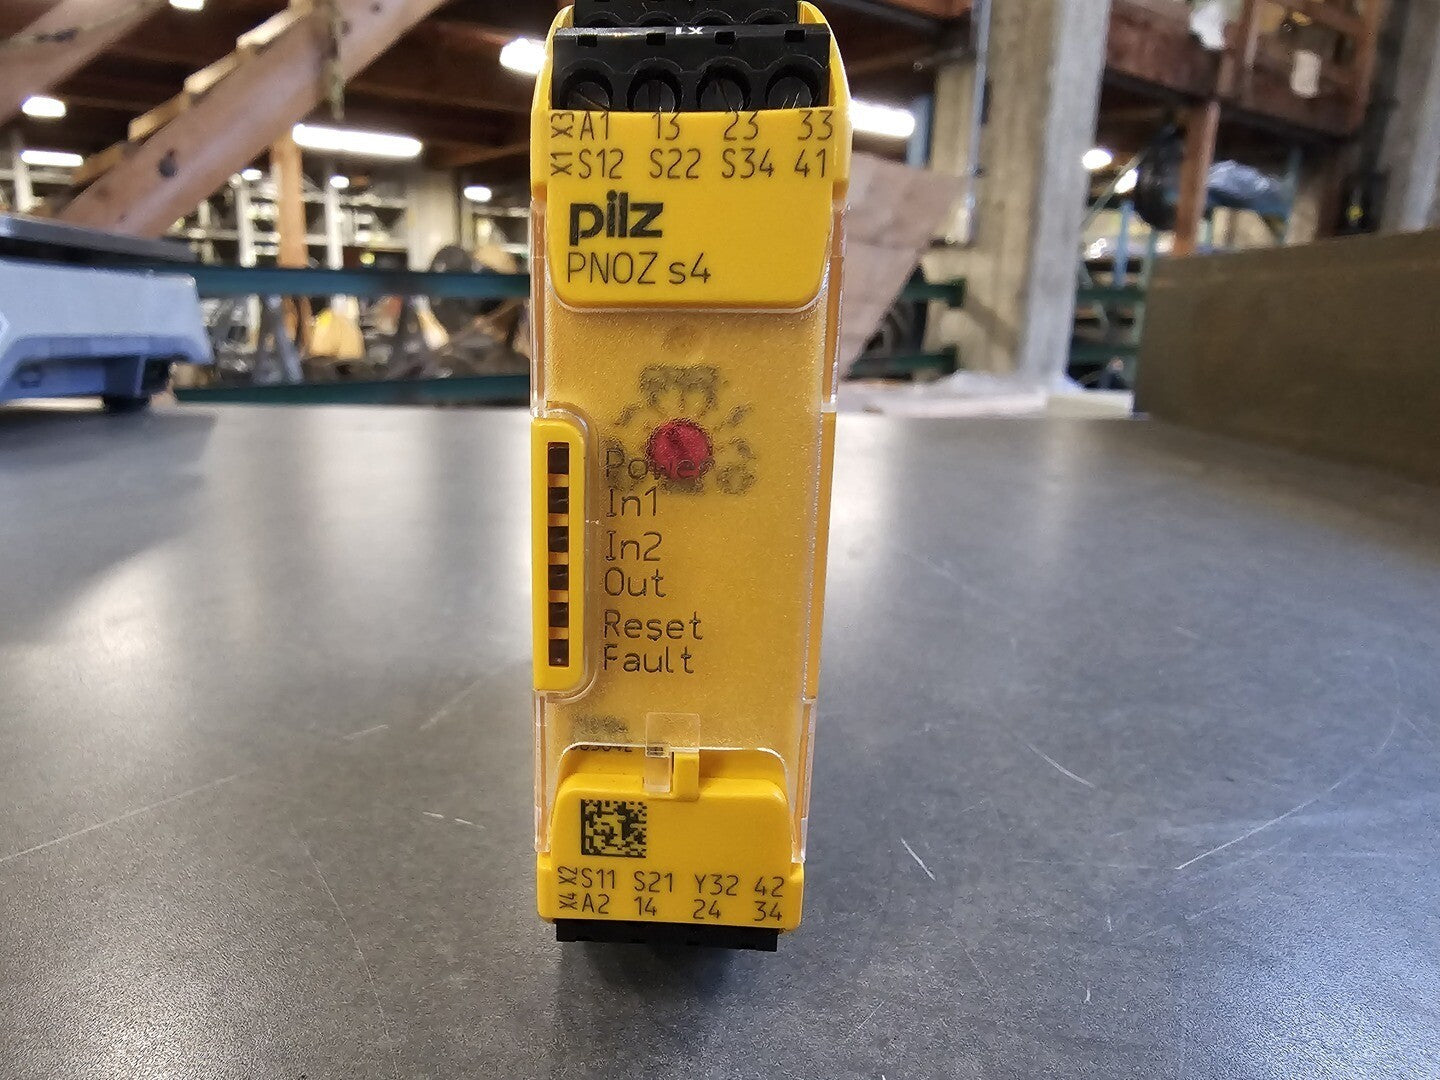 X1
X3 A1 13 23 33
X1 S12 S22 S34 41
pilz
PNOZ s4
Power
In1
In2
Out
Reset
Fault
X2 S11 S21 Y32 42
X4 A2 14 24 34